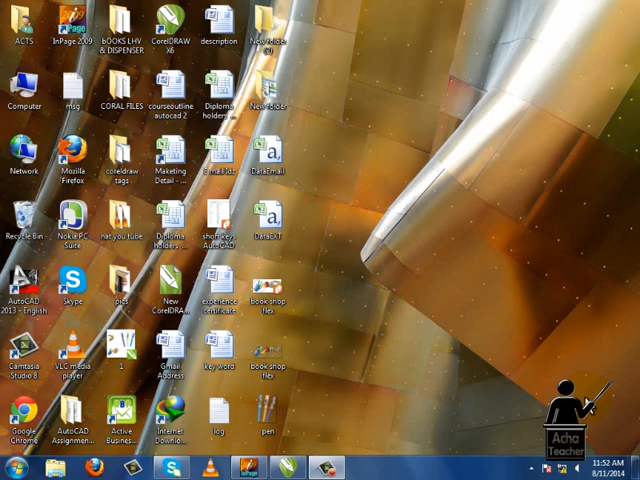 ACTS
InPage 2009
bOOKS LHV
& DISPENSER
CorelDRAW
X6
description
New folder
Computer
msg
CORAL FILES
courseoutline
autocad 2
Diploma
holders ...
New folder
Network
Mozilla
Firefox
coreldraw
tags
Maketing
Detail - ...
DataEmail
Recycle Bin -
Nokia PC
Suite
nat you tube
Diploma
holders ...
short keys
AutoCAD
DataEXT
AutoCAD
2013 - English
Skype
pics
New
CorelDRA...
experience
certificate
book shop
flex
Camtasia
Studio 8
VLC media
player
1
Gmail
Address
key word
book shop
flex
Google
Chrome
AutoCAD
Assignmen...
Active
Busines...
Internet
Downlo...
log
pen
Acha
Teacher
11:52 AM
8/11/2014